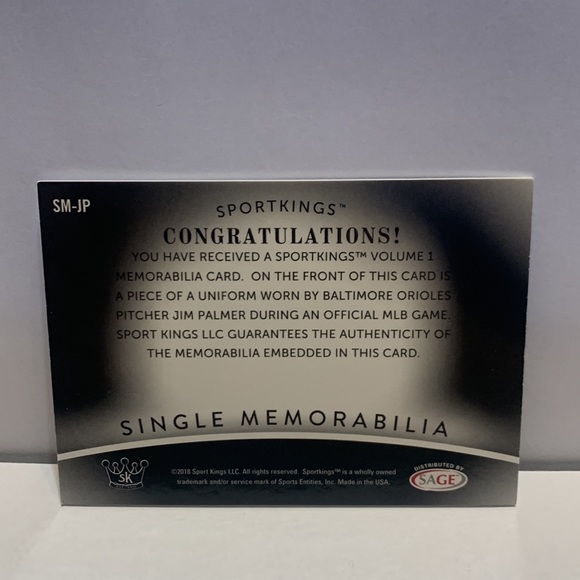 SM-JP
SPORTKINGS™
CONGRATULATIONS!
YOU HAVE RECEIVED A SPORTKINGS™ VOLUME 1
MEMORABILIA CARD. ON THE FRONT OF THIS CARD IS
A PIECE OF A UNIFORM WORN BY BALTIMORE ORIOLES
PITCHER JIM PALMER DURING AN OFFICIAL MLB GAME.
SPORT KINGS LLC GUARANTEES THE AUTHENTICITY OF
THE MEMORABILIA EMBEDDED IN THIS CARD.
SINGLE MEMORABILIA
SK
©2018 Sport Kings LLC. All rights reserved. Sportkings™ is a wholly owned
trademark and/or service mark of Sports Entities, Inc. Made in the USA.
DISTRIBUTED BY
SAGE